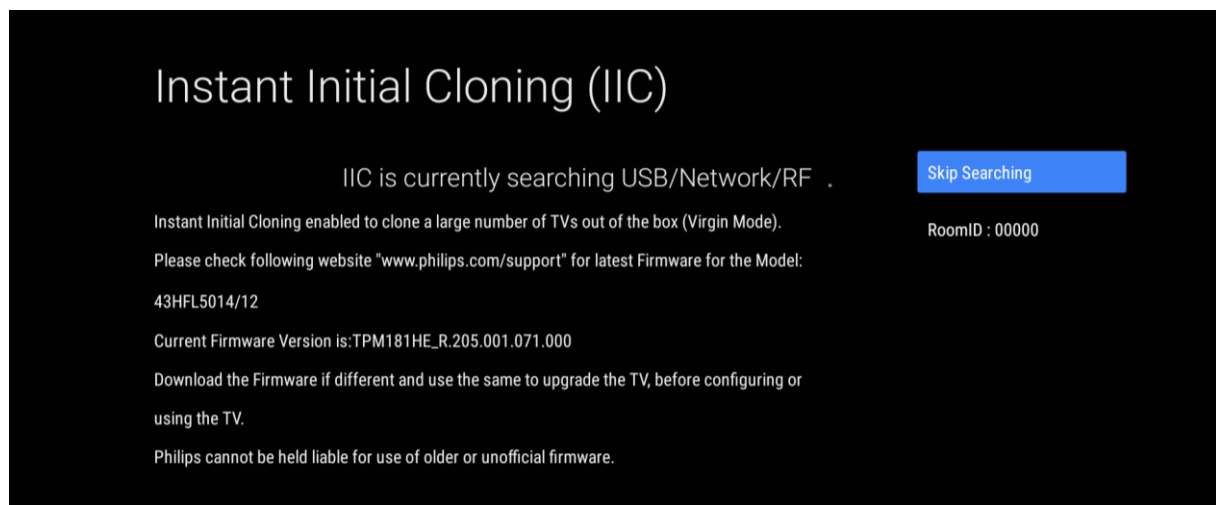 Instant Initial Cloning (IIC)
IIC is currently searching USB/Network/RF .
Skip Searching
Instant Initial Cloning enabled to clone a large number of TVs out of the box (Virgin Mode).
RoomID : 00000
Please check following website "www.philips.com/support" for latest Firmware for the Model:
43HFL5014/12
Current Firmware Version is:TPM181HE_R.205.001.071.000
Download the Firmware if different and use the same to upgrade the TV, before configuring or
using the TV.
Philips cannot be held liable for use of older or unofficial firmware.